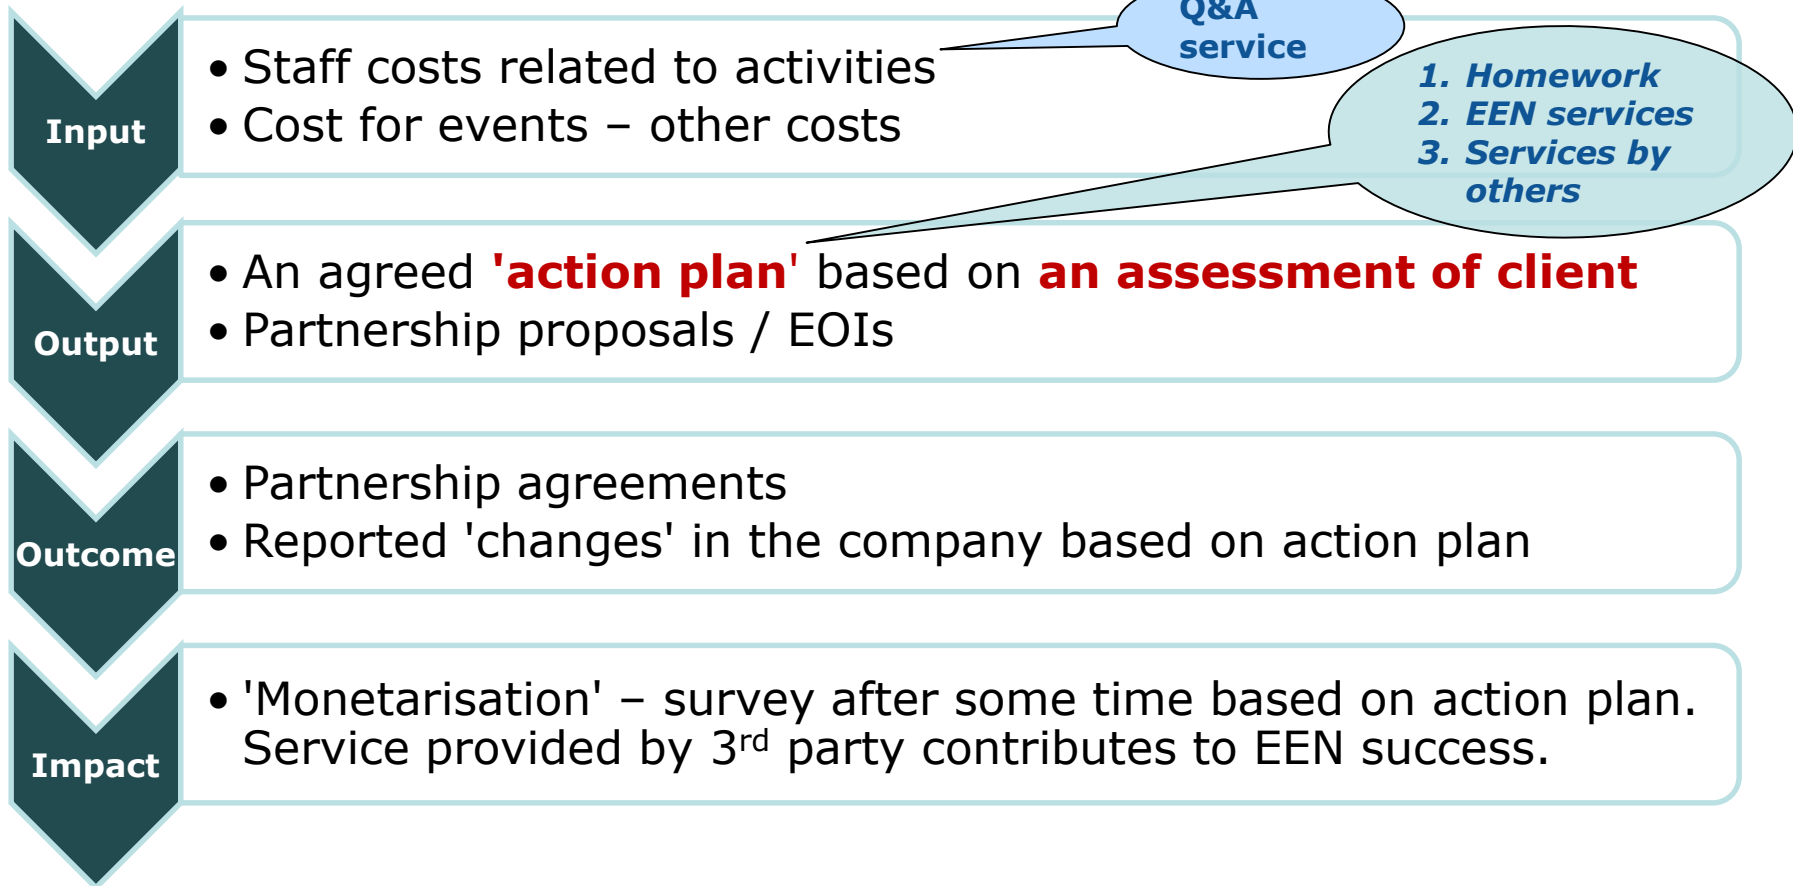 Q&A
service
1. Homework
2. EEN services
3. Services by
others
Input
• Staff costs related to activities
• Cost for events – other costs
Output
• An agreed 'action plan' based on an assessment of client
• Partnership proposals / EOIs
Outcome
• Partnership agreements
• Reported 'changes' in the company based on action plan
Impact
• 'Monetarisation' – survey after some time based on action plan.
Service provided by 3rd party contributes to EEN success.